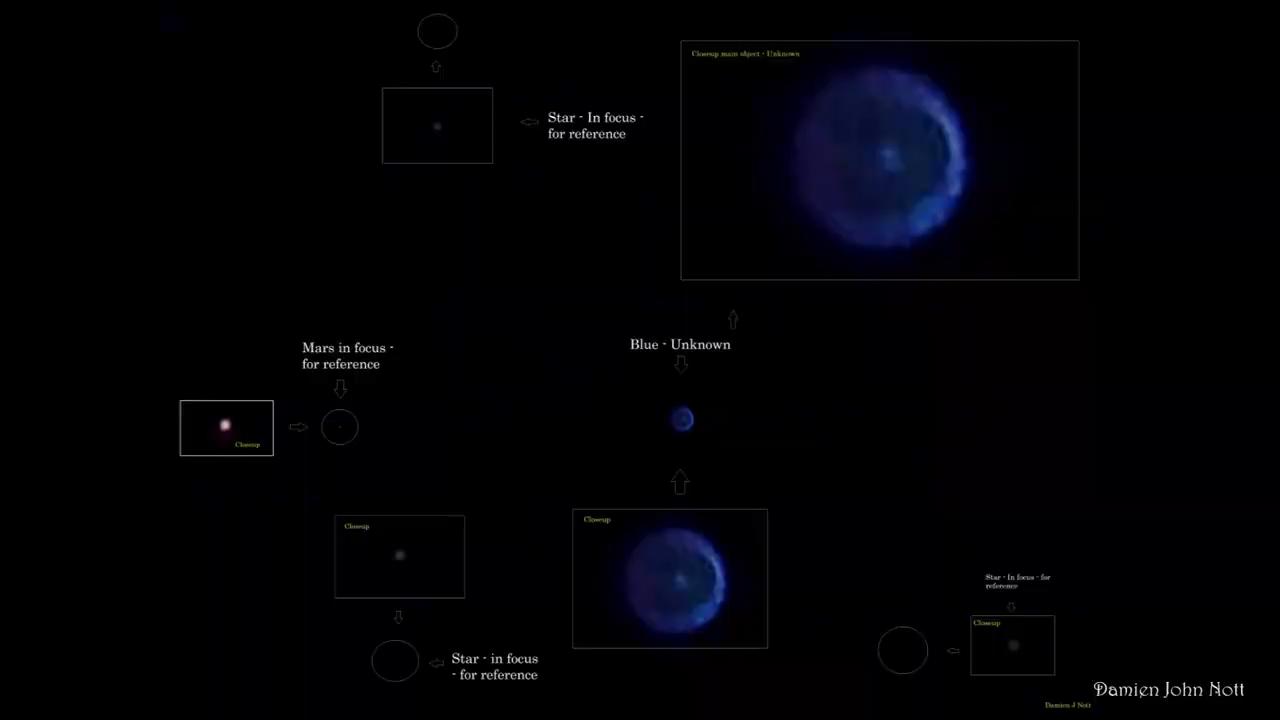 Closeup main object - Unknown
Star - In focus -
for reference
Blue - Unknown
Mars in focus -
for reference
Closeup
Closeup
Closeup
Star - in focus
- for reference
Star - In focus - for
reference
Closeup
Damien John Nott
Damien J Nott